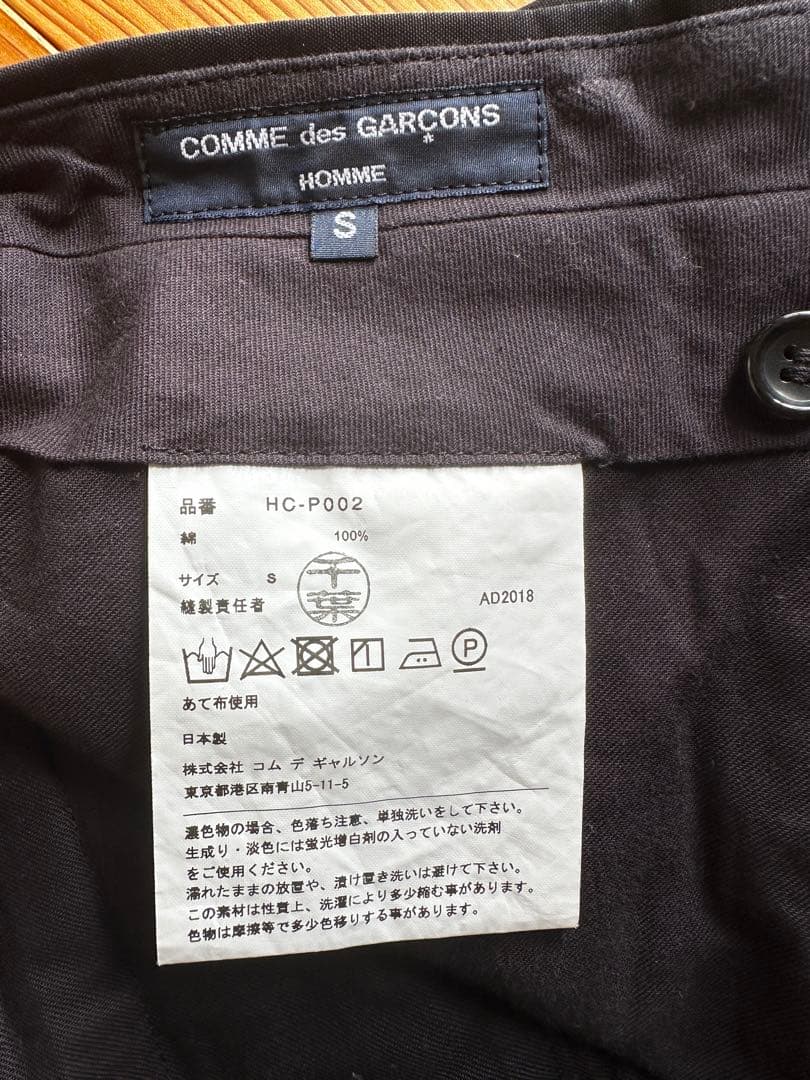 COMME des GARÇONS
HOMME
S
品番 HC-P002
綿 100%
サイズ S
千葉
縫製責任者 AD2018
P
あて布使用
日本製
株式会社 コム デ ギャルソン
東京都港区南青山5-11-5
濃色物の場合、色落ち注意、単独洗いをして下さい。
生成り・淡色には蛍光増白剤の入っていない洗剤
をご使用ください。
濡れたままの放置や、漬け置き洗いは避けて下さい。
この素材は性質上、洗濯により多少縮む事があります。
色物は摩擦等で多少色移りする事があります。